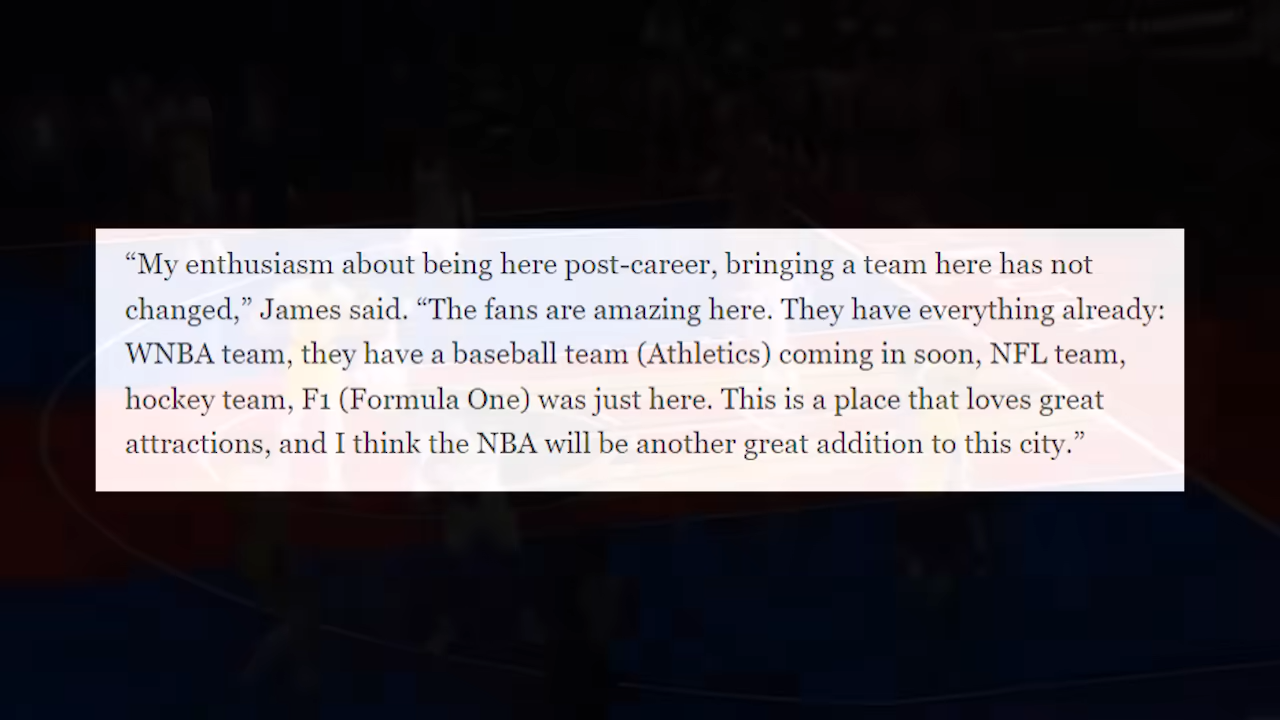 “My enthusiasm about being here post-career, bringing a team here has not
changed,” James said. “The fans are amazing here. They have everything already:
WNBA team, they have a baseball team (Athletics) coming in soon, NFL team,
hockey team, F1 (Formula One) was just here. This is a place that loves great
attractions, and I think the NBA will be another great addition to this city.”